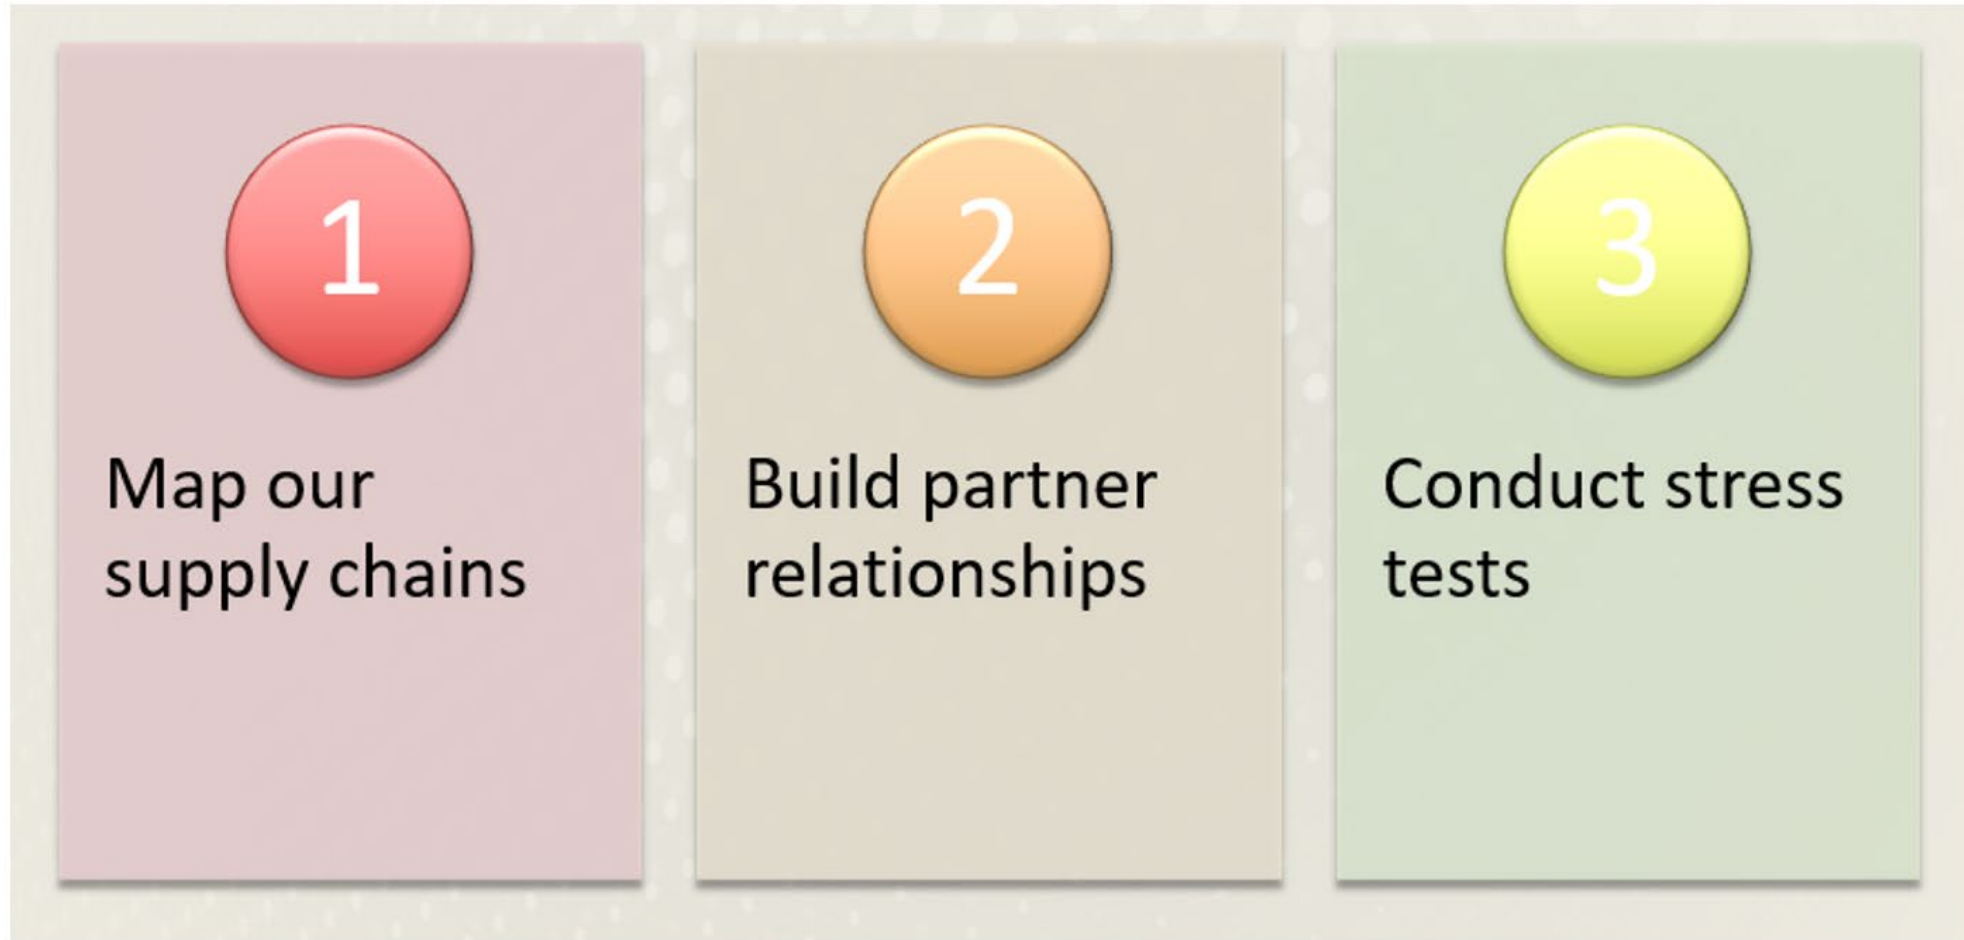 1
Map our
supply chains
2
Build partner
relationships
3
Conduct stress
tests